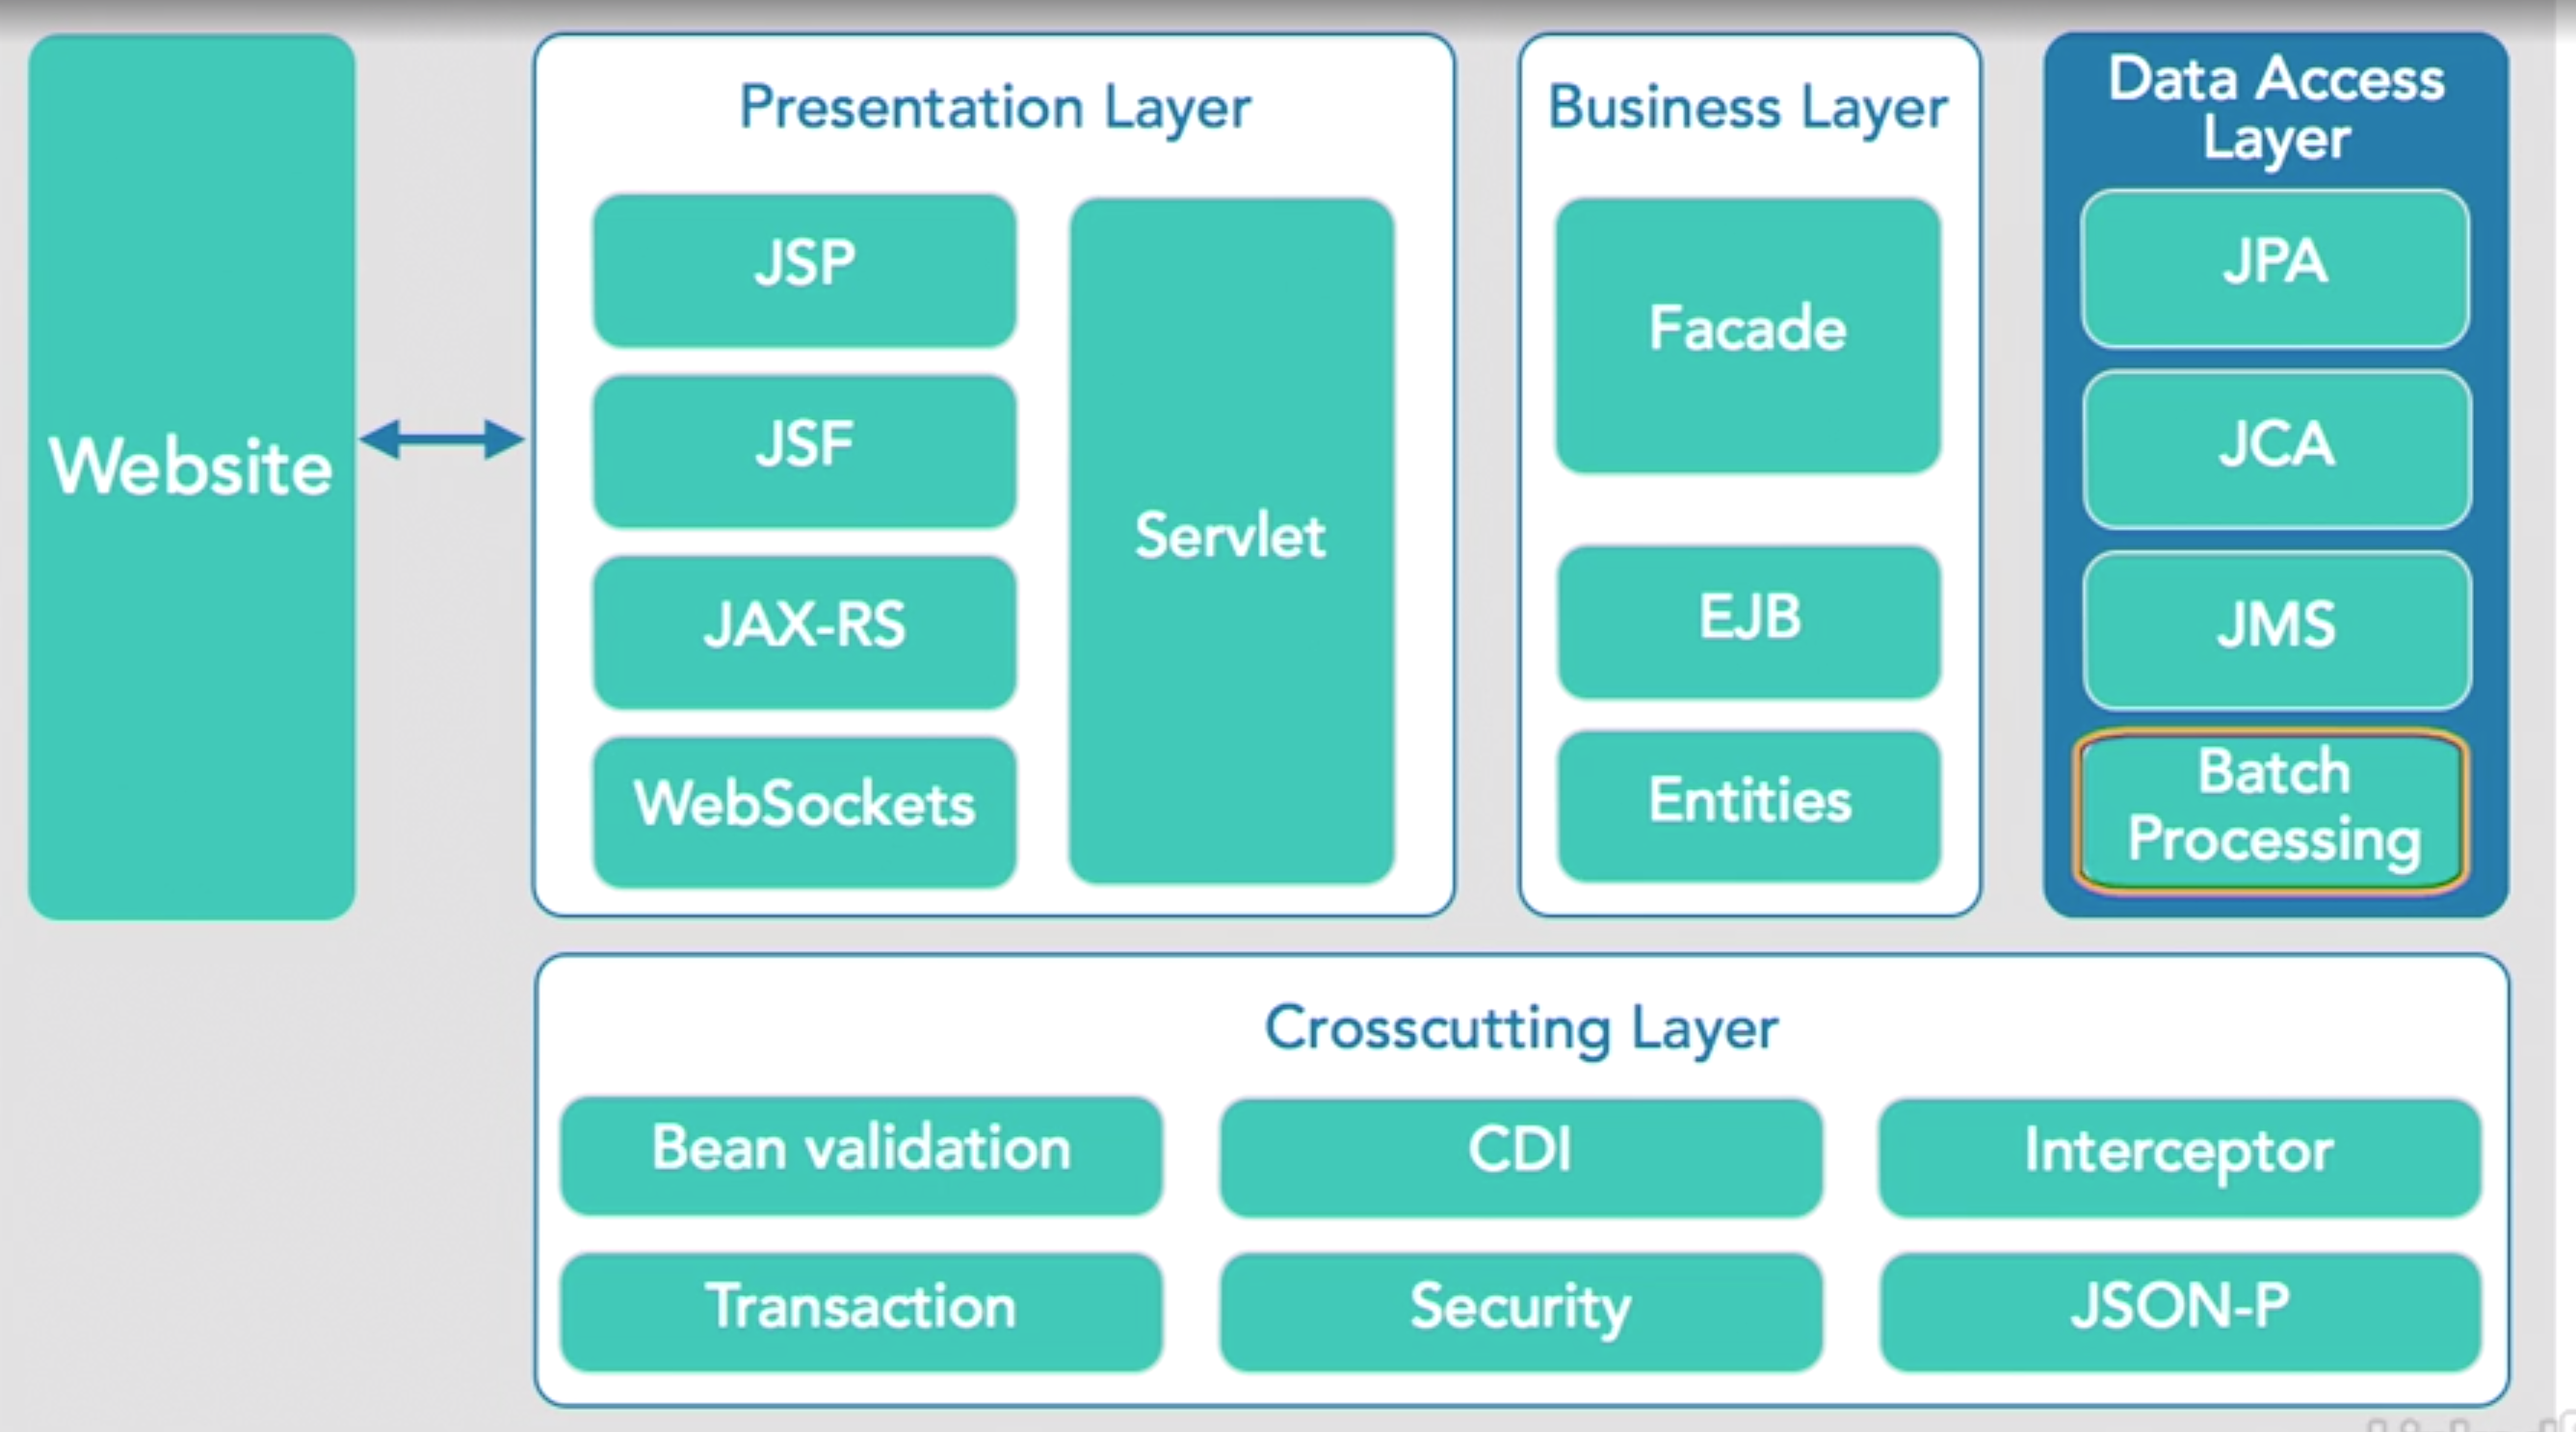 Website
Presentation Layer
JSP
JSF
JAX-RS
WebSockets
Servlet
Business Layer
Facade
EJB
Entities
Data Access
Layer
JPA
JCA
JMS
Batch
Processing
Crosscutting Layer
Bean validation
CDI
Interceptor
Transaction
Security
JSON-P